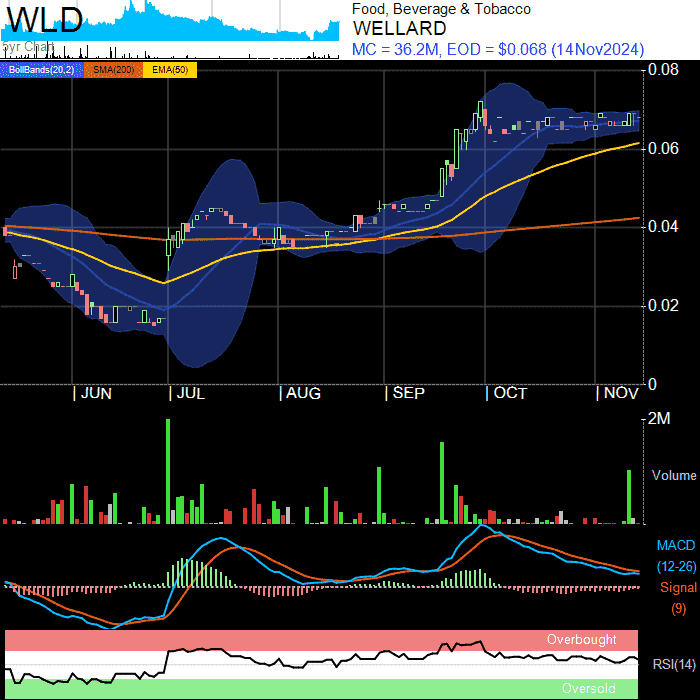 WLD
5yr Chart
Food, Beverage & Tobacco
WELLARD
MC = 36.2M, EOD = $0.068 (14Nov2024)
BollBands(20,2) SMA(200) EMA(50)
0.08
0.06
0.04
0.02
0
JUN JUL AUG SEP OCT NOV
2M
Volume
MACD
(12-26)
Signal
(9)
Overbought
RSI(14)
Oversold